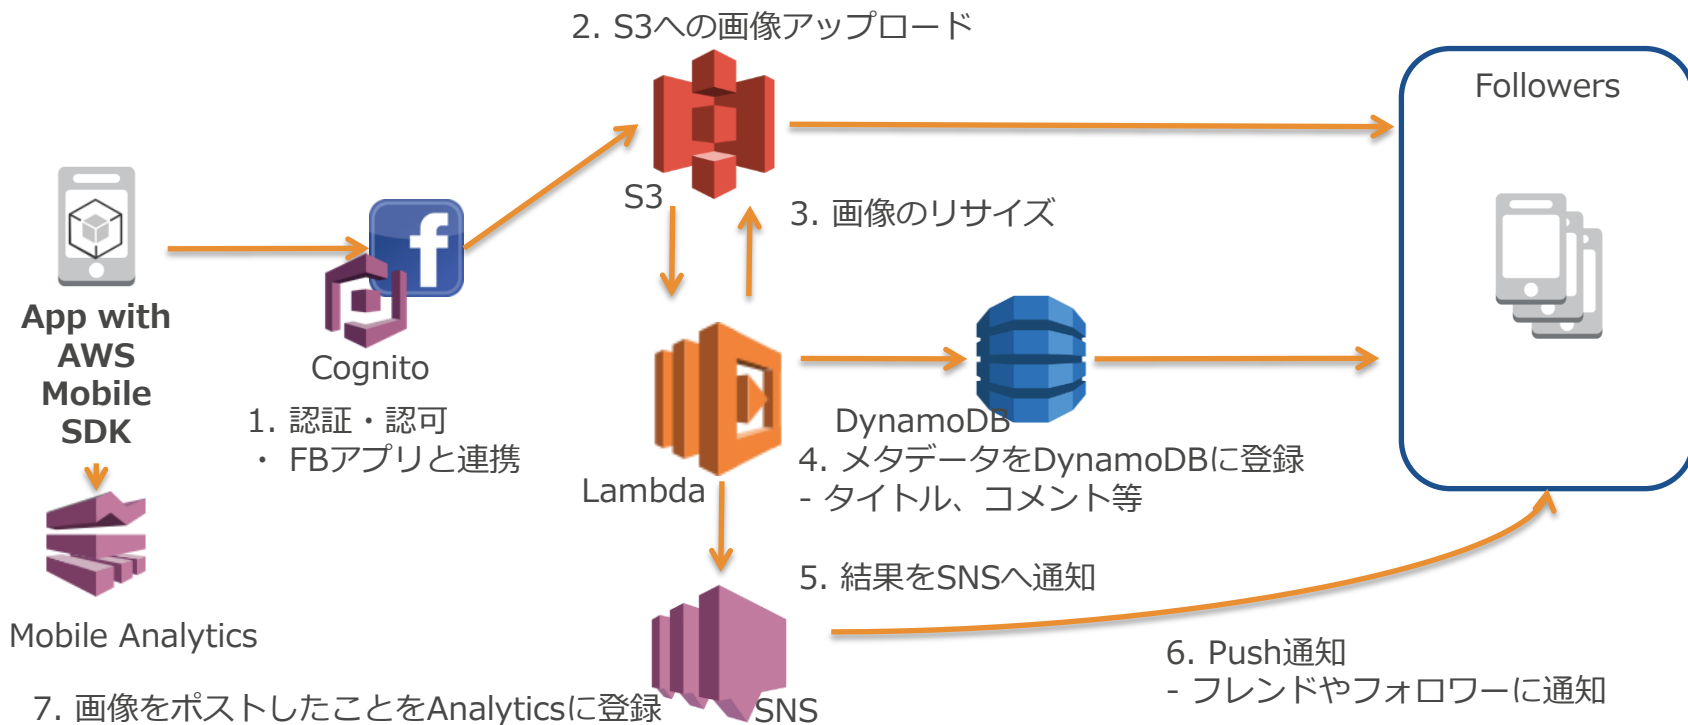 2. S3への画像アップロード
Followers
S3
3. 画像のリサイズ
App with
AWS
Mobile
SDK
Cognito
1. 認証・認可
・ FBアプリと連携
DynamoDB
4. メタデータをDynamoDBに登録
- タイトル、コメント等
Lambda
5. 結果をSNSへ通知
Mobile Analytics
6. Push通知
- フレンドやフォロワーに通知
7. 画像をポストしたことをAnalyticsに登録
SNS